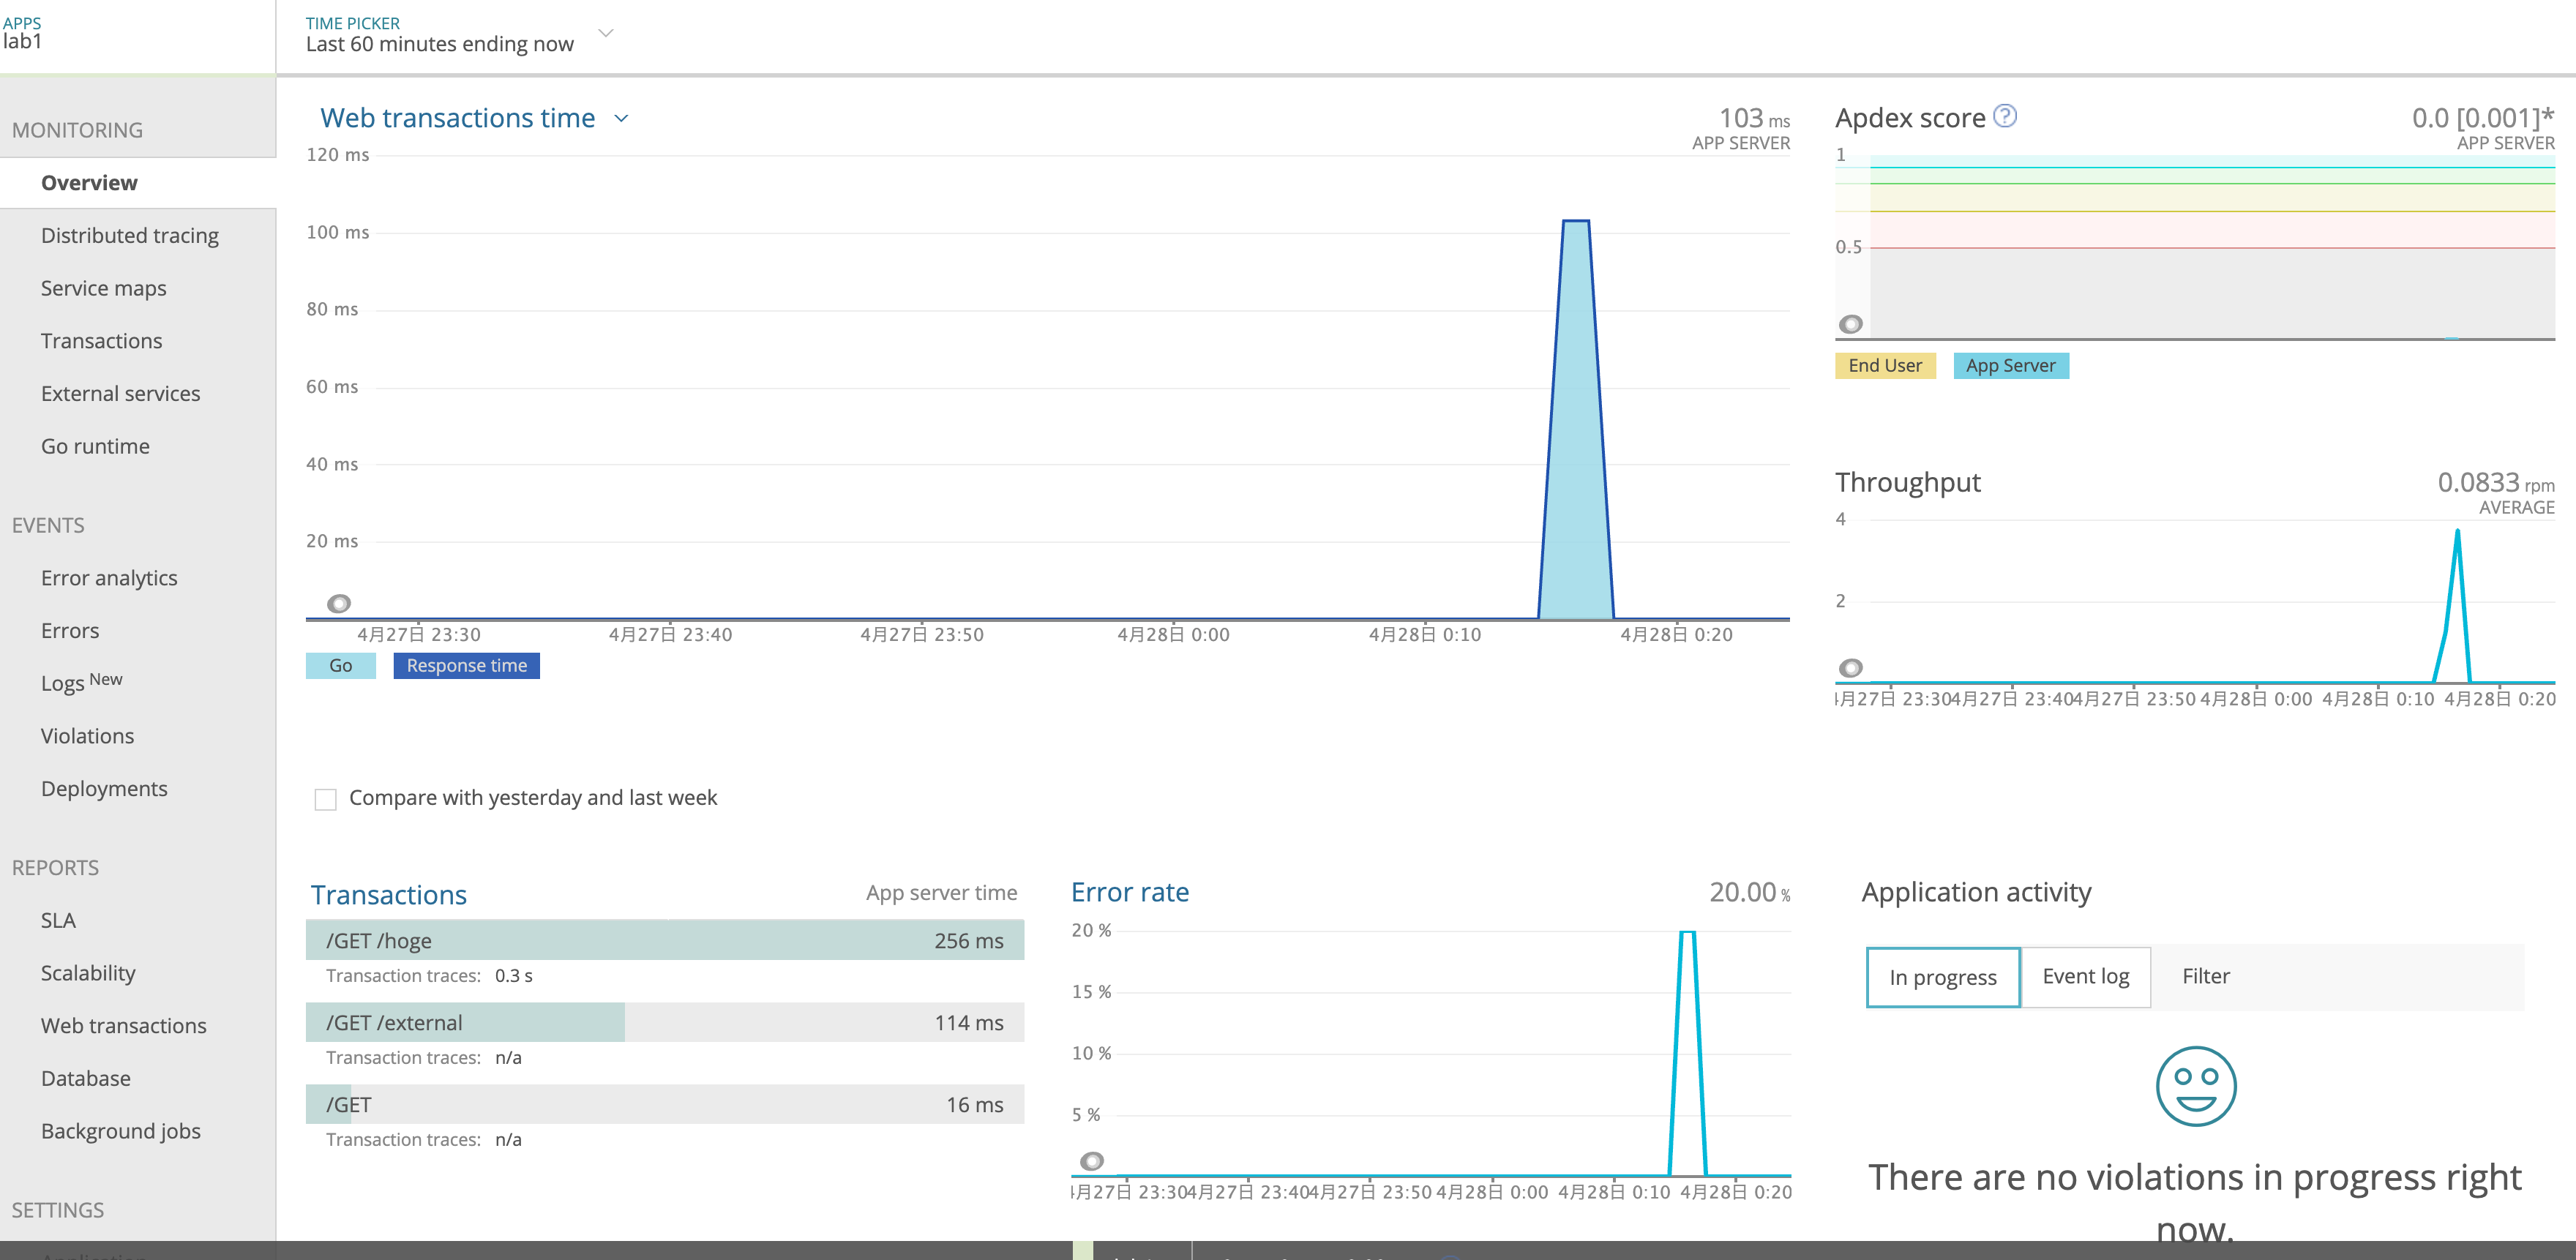 APPS
lab1
TIME PICKER
Last 60 minutes ending now
MONITORING
Overview
Distributed tracing
Service maps
Transactions
External services
Go runtime
EVENTS
Error analytics
Errors
Logs New
Violations
Deployments
REPORTS
SLA
Scalability
Web transactions
Database
Background jobs
SETTINGS
Web transactions time
103 ms
APP SERVER
120 ms
100 ms
80 ms
60 ms
40 ms
20 ms
4月27日 23:30
4月27日 23:40
4月27日 23:50
4月28日 0:00
4月28日 0:10
4月28日 0:20
Go
Response time
Apdex score ?
0.0 [0.001]*
APP SERVER
1
0.5
End User
App Server
Throughput
0.0833 rpm
AVERAGE
4
2
月27日 23:30
4月27日 23:40
4月27日 23:50
4月28日 0:00
4月28日 0:10
4月28日 0:20
Compare with yesterday and last week
Transactions
App server time
/GET /hoge 256 ms
Transaction traces: 0.3 s
/GET /external 114 ms
Transaction traces: n/a
/GET 16 ms
Transaction traces: n/a
Error rate
20.00 %
20 %
15 %
10 %
5 %
月27日 23:30
4月27日 23:40
4月27日 23:50
4月28日 0:00
4月28日 0:10
4月28日 0:20
Application activity
In progress
Event log
Filter
There are no violations in progress right
now.